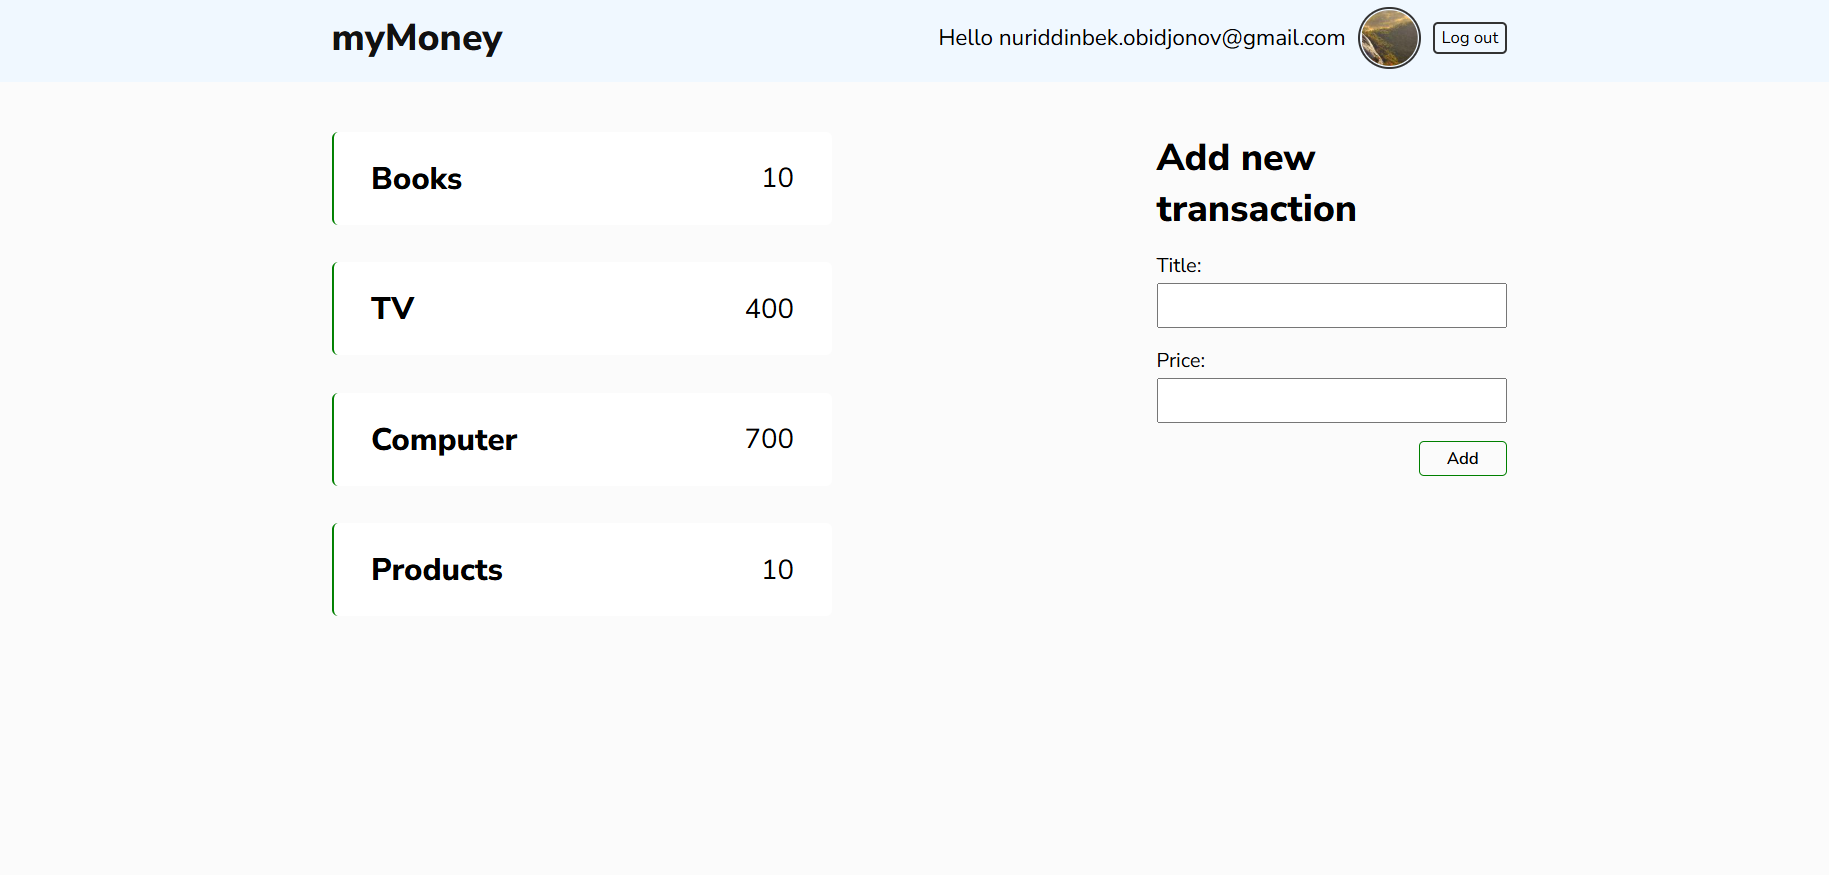 myMoney
Hello nuriddinbek.obidjonov@gmail.com
Log out
Books 10
TV 400
Computer 700
Products 10
Add new
transaction
Title:
Price:
Add